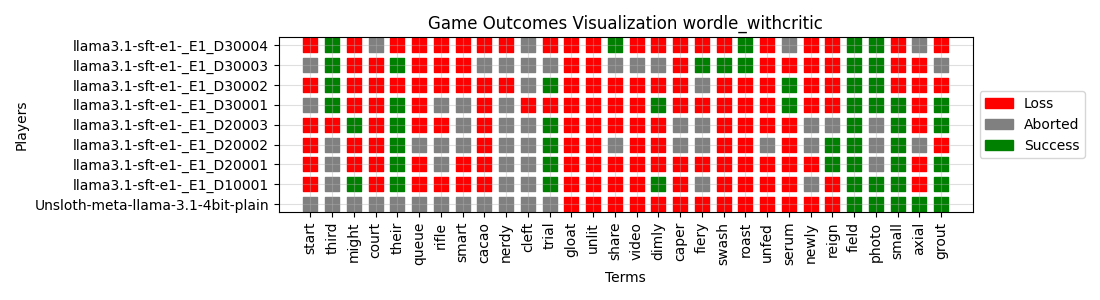 Game Outcomes Visualization wordle_withcritic
Players
llama3.1-sft-e1-_E1_D30004
llama3.1-sft-e1-_E1_D30003
llama3.1-sft-e1-_E1_D30002
llama3.1-sft-e1-_E1_D30001
llama3.1-sft-e1-_E1_D20003
llama3.1-sft-e1-_E1_D20002
llama3.1-sft-e1-_E1_D20001
llama3.1-sft-e1-_E1_D10001
Unsloth-meta-llama-3.1-4bit-plain
Loss
Aborted
Success
start
third
might
court
their
queue
rifle
smart
cacao
nerdy
cleft
trial
gloat
unlit
share
video
dimly
caper
fiery
swash
roast
unfed
serum
newly
reign
field
photo
small
axial
grout
Terms